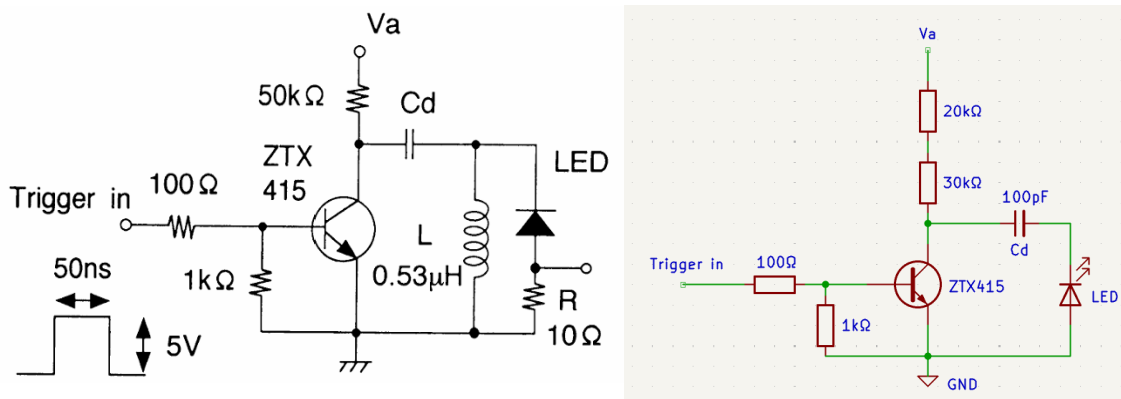 Va
50kΩ
Cd
ZTX
415
LED
100Ω
Trigger in
L
0.53μH
1kΩ
50ns
5V
R
10Ω
Va
20kΩ
30kΩ
100pF
Cd
Trigger in
100Ω
ZTX415
LED
1kΩ
GND